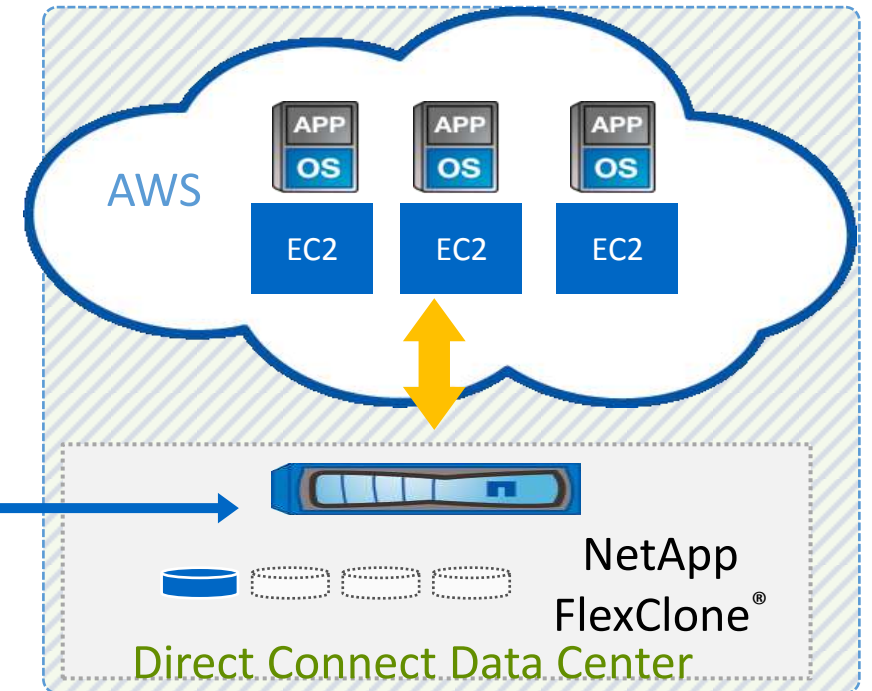 APP APP APP
OS OS OS
AWS
EC2 EC2 EC2
NetApp
FlexClone®
Direct Connect Data Center